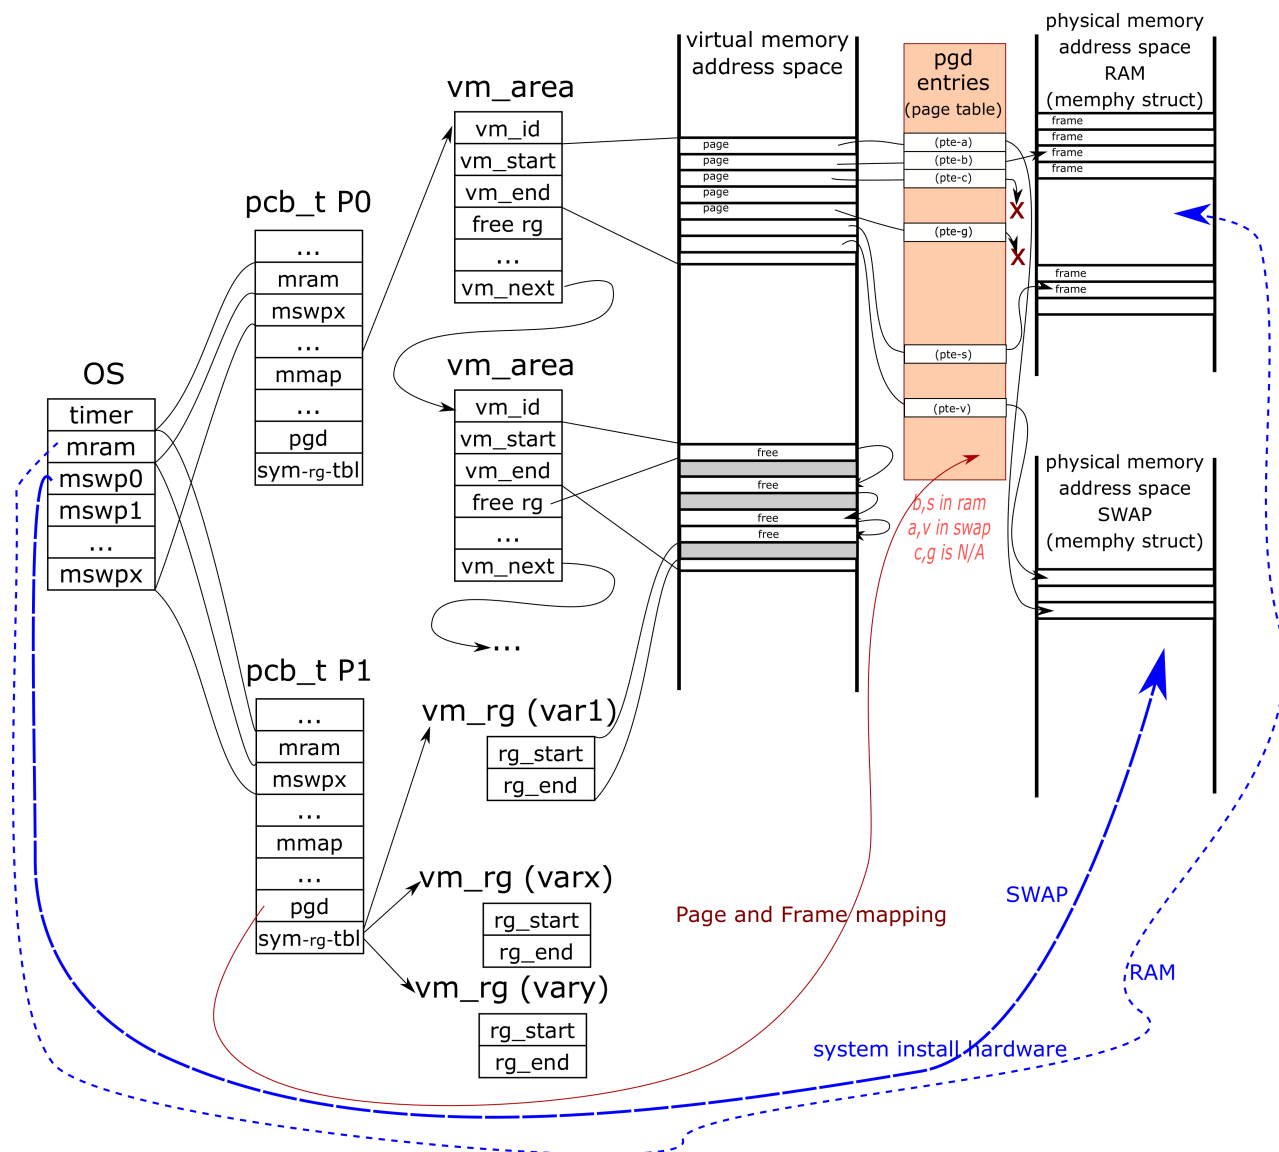 OS
timer
mram
mswp0
mswp1
...
mswpx
pcb_t P0
...
mram
mswpx
...
mmap
...
pgd
sym-rg-tbl
pcb_t P1
...
mram
mswpx
...
mmap
...
pgd
sym-rg-tbl
vm_area
vm_id
vm_start
vm_end
free rg
...
vm_next
vm_area
vm_id
vm_start
vm_end
free rg
...
vm_next
...
vm_rg (var1)
rg_start
rg_end
vm_rg (varx)
rg_start
rg_end
vm_rg (vary)
rg_start
rg_end
virtual memory
address space
page
page
page
page
page
free
free
free
free
pgd
entries
(page table)
(pte-a)
(pte-b)
(pte-c)
X
(pte-g)
X
(pte-s)
(pte-v)
b,s in ram
a,v in swap
c,g is N/A
physical memory
address space
RAM
(memphy struct)
frame
frame
frame
frame
frame
frame
physical memory
address space
SWAP
(memphy struct)
Page and Frame mapping
SWAP
RAM
system install hardware